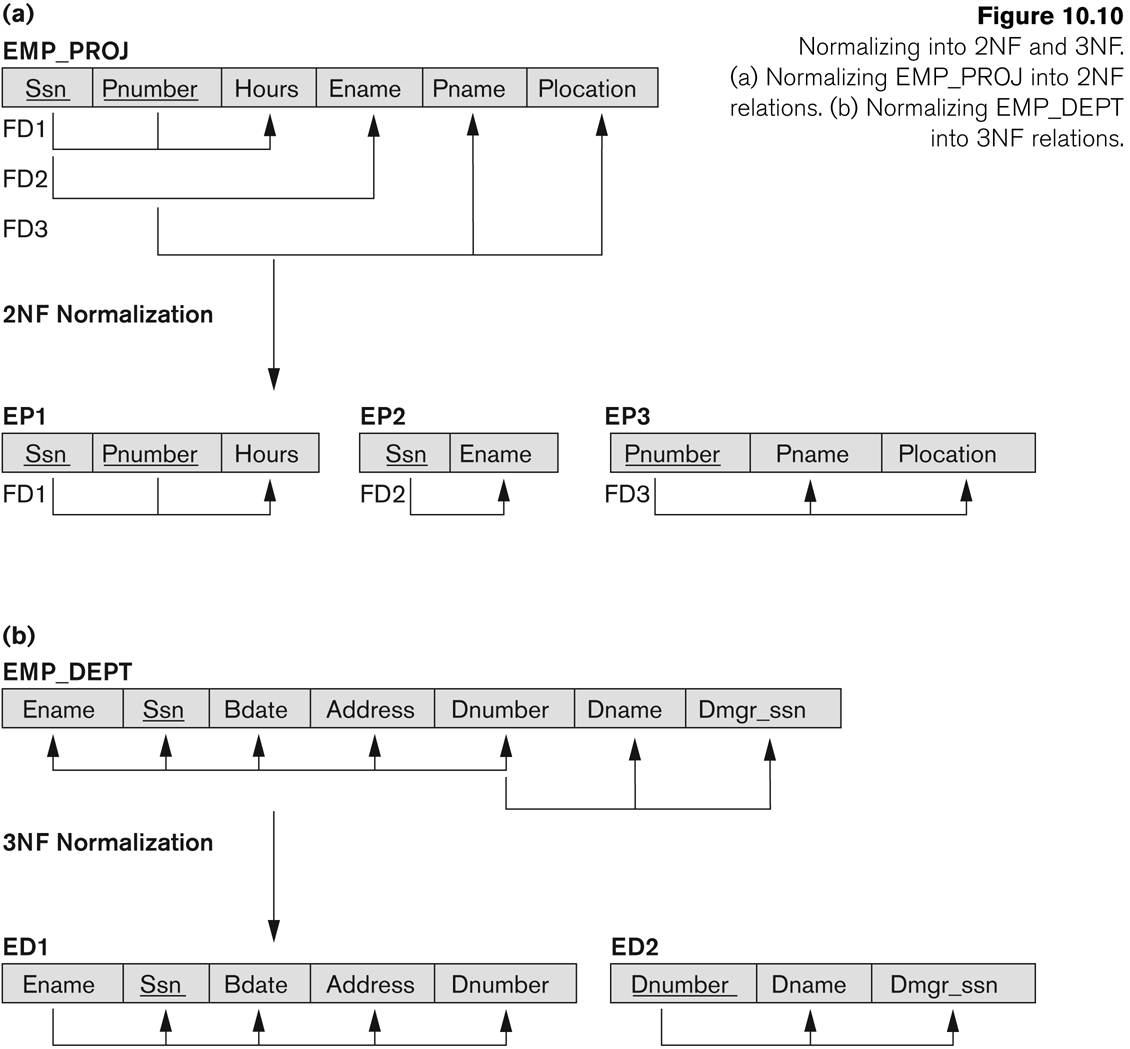 (a)
Figure 10.10
Normalizing into 2NF and 3NF.
(a) Normalizing EMP_PROJ into 2NF
relations. (b) Normalizing EMP_DEPT
into 3NF relations.
EMP_PROJ
Ssn Pnumber Hours Ename Pname Plocation
FD1
FD2
FD3
2NF Normalization
EP1 EP2 EP3
Ssn Pnumber Hours Ssn Ename Pnumber Pname Plocation
FD1 FD2 FD3
(b)
EMP_DEPT
Ename Ssn Bdate Address Dnumber Dname Dmgr_ssn
3NF Normalization
ED1 ED2
Ename Ssn Bdate Address Dnumber Dnumber Dname Dmgr_ssn